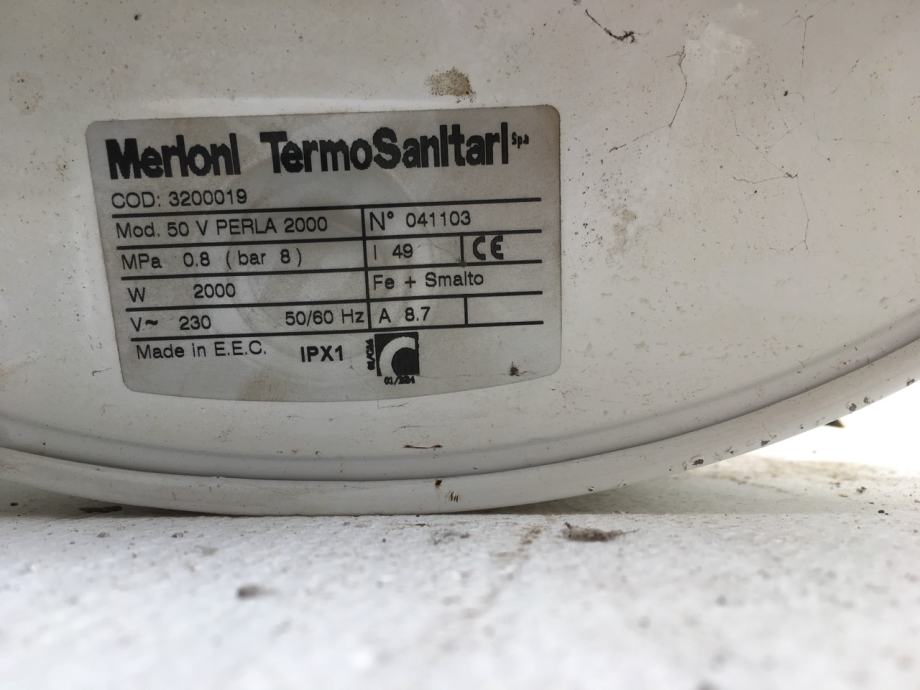 Merloni TermoSanitari Spa
COD: 3200019
Mod. 50 V PERLA 2000 N° 041103
MPa 0.8 ( bar 8 ) l 49 CE
W 2000 Fe + Smalto
V~ 230 50/60 Hz A 8.7
Made in E.E.C. IPX1